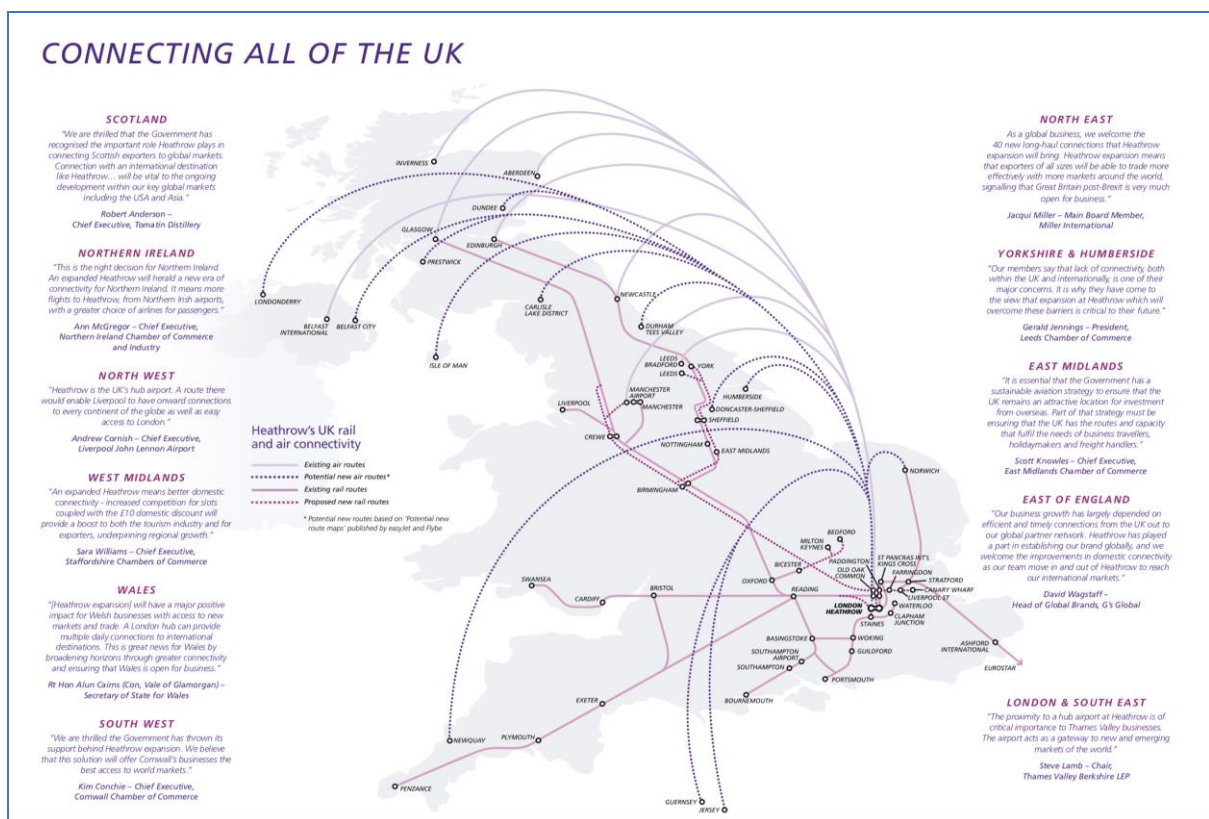 CONNECTING ALL OF THE UK
SCOTLAND
"We are thrilled that the Government has
recognised the important role Heathrow plays in
connecting Scottish exporters to global markets.
Connection with an international destination
like Heathrow… will be vital to the ongoing
development within our key global markets
including the USA and Asia."
Robert Anderson –
Chief Executive, Tomatin Distillery
NORTHERN IRELAND
"This is the right decision for Northern Ireland.
An expanded Heathrow will herald a new era of
connectivity for Northern Ireland. It means more
flights to Heathrow, from Northern Irish airports,
with a greater choice of airlines for passengers."
Ann McGregor – Chief Executive,
Northern Ireland Chamber of Commerce
and Industry
NORTH WEST
"Heathrow is the UK's hub airport. A route there
would enable Liverpool to have onward connections
to every continent of the globe as well as easy
access to London."
Andrew Cornish – Chief Executive,
Liverpool John Lennon Airport
WEST MIDLANDS
"An expanded Heathrow means better domestic
connectivity - increased competition for slots
coupled with the £10 domestic discount will
provide a boost to both the tourism industry and for
exporters, underpinning regional growth."
Sara Williams – Chief Executive,
Staffordshire Chambers of Commerce
WALES
"[Heathrow expansion] will have a major positive
impact for Welsh businesses with access to new
markets and trade. A London hub can provide
multiple daily connections to international
destinations. This is great news for Wales by
broadening horizons through greater connectivity
and ensuring that Wales is open for business."
Rt Hon Alun Cairns (Con, Vale of Glamorgan) –
Secretary of State for Wales
SOUTH WEST
"We are thrilled the Government has thrown its
support behind Heathrow expansion. We believe
that this solution will offer Cornwall's businesses the
best access to world markets."
Kim Conchie – Chief Executive,
Cornwall Chamber of Commerce
Heathrow's UK rail
and air connectivity
Existing air routes
Potential new air routes*
Existing rail routes
Proposed new rail routes
* Potential new routes based on 'Potential new
route maps' published by easyJet and Flybe
INVERNESS
ABERDEEN
DUNDEE
GLASGOW
EDINBURGH
PRESTWICK
LONDONDERRY
BELFAST
INTERNATIONAL
BELFAST CITY
CARLISLE
LAKE DISTRICT
NEWCASTLE
DURHAM
TEES VALLEY
ISLE OF MAN
LEEDS
BRADFORD
LEEDS
YORK
HUMBERSIDE
MANCHESTER
AIRPORT
MANCHESTER
LIVERPOOL
DONCASTER-SHEFFIELD
SHEFFIELD
CREWE
NOTTINGHAM
EAST MIDLANDS
NORWICH
BIRMINGHAM
BEDFORD
MILTON
KEYNES
BICESTER
OXFORD
PADDINGTON
OLD OAK
COMMON
ST PANCRAS INT'L
KINGS CROSS
FARRINGDON
STRATFORD
CANARY WHARF
LIVERPOOL ST
WATERLOO
CLAPHAM
JUNCTION
LONDON
HEATHROW
STAINES
SWANSEA
CARDIFF
BRISTOL
READING
BASINGSTOKE
WOKING
GUILDFORD
SOUTHAMPTON
AIRPORT
SOUTHAMPTON
PORTSMOUTH
BOURNEMOUTH
ASHFORD
INTERNATIONAL
EUROSTAR
EXETER
PLYMOUTH
NEWQUAY
PENZANCE
GUERNSEY
JERSEY
NORTH EAST
As a global business, we welcome the
40 new long-haul connections that Heathrow
expansion will bring. Heathrow expansion means
that exporters of all sizes will be able to trade more
effectively with more markets around the world,
signalling that Great Britain post-Brexit is very much
open for business."
Jacqui Miller – Main Board Member,
Miller International
YORKSHIRE & HUMBERSIDE
"Our members say that lack of connectivity, both
within the UK and internationally, is one of their
major concerns. It is why they have come to
the view that expansion at Heathrow which will
overcome these barriers is critical to their future."
Gerald Jennings – President,
Leeds Chamber of Commerce
EAST MIDLANDS
"It is essential that the Government has a
sustainable aviation strategy to ensure that the
UK remains an attractive location for investment
from overseas. Part of that strategy must be
ensuring that the UK has the routes and capacity
that fulfil the needs of business travellers,
holidaymakers and freight handlers."
Scott Knowles – Chief Executive,
East Midlands Chamber of Commerce
EAST OF ENGLAND
"Our business growth has largely depended on
efficient and timely connections from the UK out to
our global partner network. Heathrow has played
a part in establishing our brand globally, and we
welcome the improvements in domestic connectivity
as our team move in and out of Heathrow to reach
our international markets."
David Wagstaff –
Head of Global Brands, G's Global
LONDON & SOUTH EAST
"The proximity to a hub airport at Heathrow is of
critical importance to Thames Valley businesses.
The airport acts as a gateway to new and emerging
markets of the world."
Steve Lamb – Chair,
Thames Valley Berkshire LEP